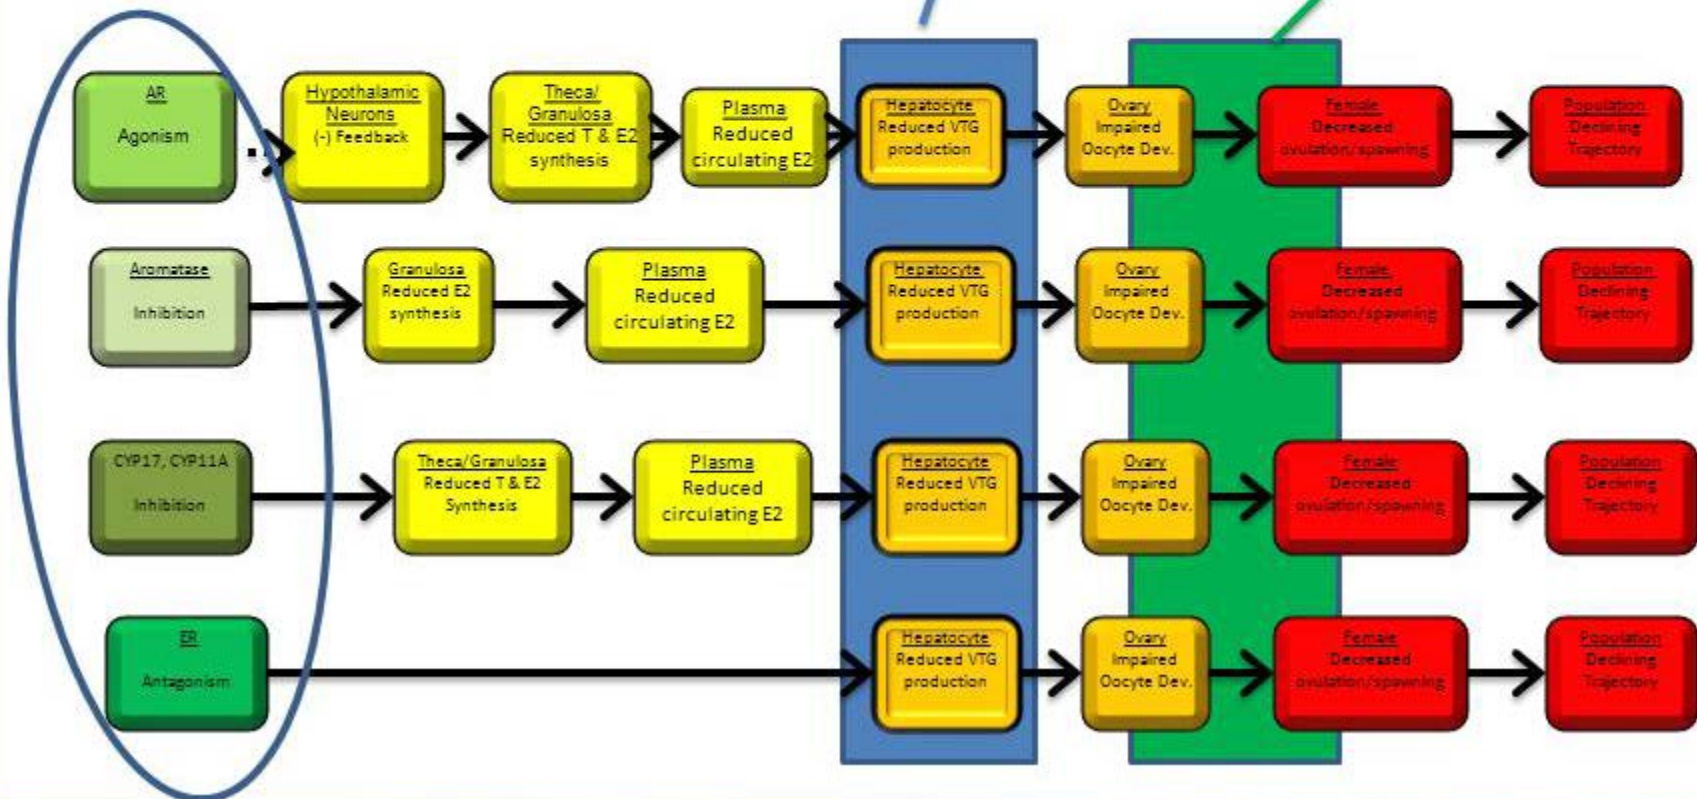 AR
Agonism
Hypothalamic
Neurons
(-) Feedback
Theca/
Granulosa
Reduced T & E2
synthesis
Plasma
Reduced
circulating E2
Hepatocyte
Reduced VTG
production
Ovary
Impaired
Oocyte Dev.
Female
Decreased
ovulation/spawning
Population
Declining
Trajectory
Aromatase
Inhibition
Granulosa
Reduced E2
synthesis
Plasma
Reduced
circulating E2
Hepatocyte
Reduced VTG
production
Ovary
Impaired
Oocyte Dev.
Female
Decreased
ovulation/spawning
Population
Declining
Trajectory
CYP17, CYP11A
Inhibition
Theca/Granulosa
Reduced T & E2
Synthesis
Plasma
Reduced
circulating E2
Hepatocyte
Reduced VTG
production
Ovary
Impaired
Oocyte Dev.
Female
Decreased
ovulation/spawning
Population
Declining
Trajectory
ER
Antagonism
Hepatocyte
Reduced VTG
production
Ovary
Impaired
Oocyte Dev.
Female
Decreased
ovulation/spawning
Population
Declining
Trajectory